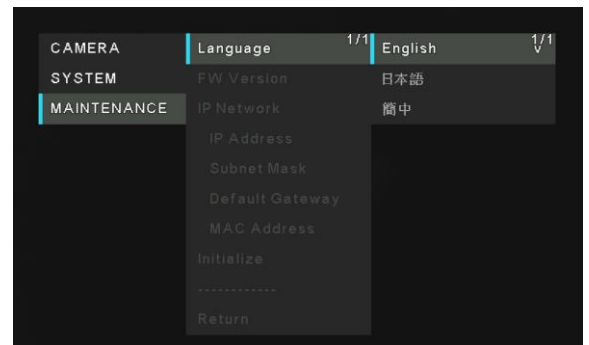 CAMERA
SYSTEM
MAINTENANCE
Language 1/1
FW Version
IP Network
IP Address
Subnet Mask
Default Gateway
MAC Address
Initialize
------------
Return
English 1/1
日本語
简中